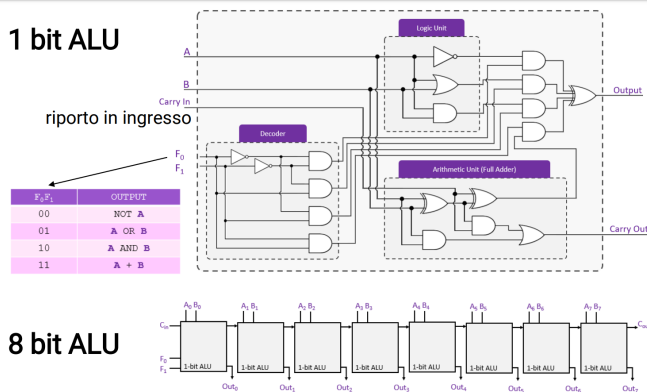 1 bit ALU
Logic Unit
A
B
Carry In
riporto in ingresso
Output
Decoder
F₀
F₁
Arithmetic Unit (Full Adder)
Carry Out
F₀F₁ OUTPUT
00 NOT A
01 A OR B
10 A AND B
11 A + B
8 bit ALU
A₀ B₀ A₁ B₁ A₂ B₂ A₃ B₃ A₄ B₄ A₅ B₅ A₆ B₆ A₇ B₇
Cᵢₙ Cₒᵤₜ
F₀
F₁
1-bit ALU 1-bit ALU 1-bit ALU 1-bit ALU 1-bit ALU 1-bit ALU 1-bit ALU 1-bit ALU
Out₀ Out₁ Out₂ Out₃ Out₄ Out₅ Out₆ Out₇